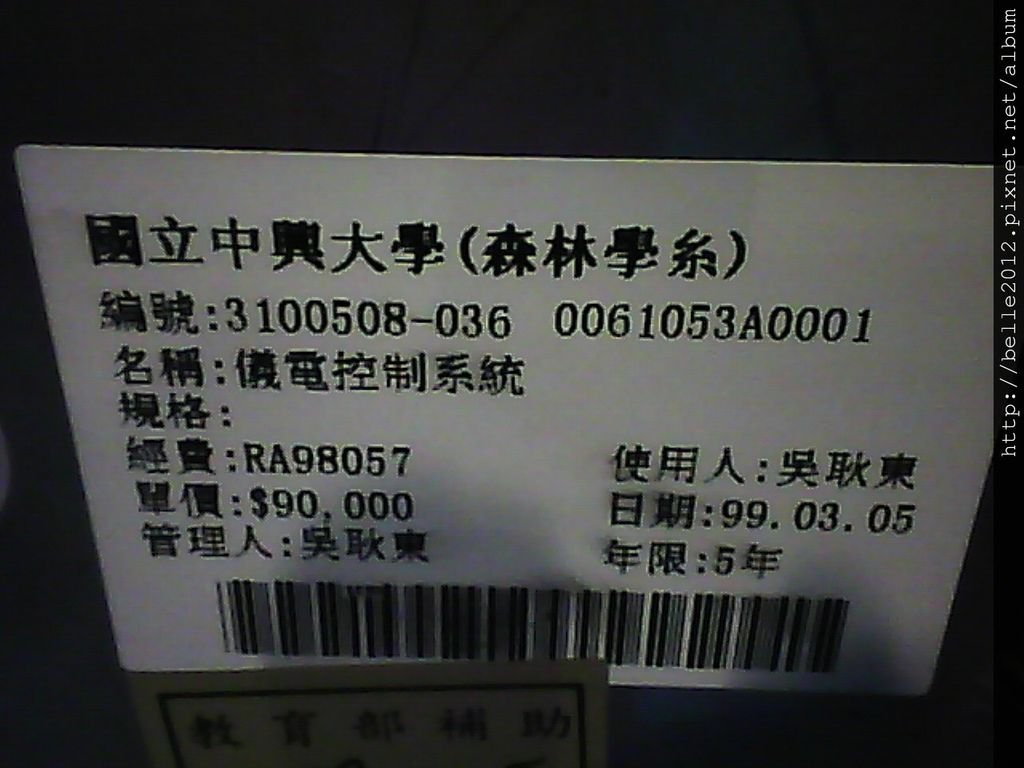 國立中興大學(森林學系)
編號:3100508-036 0061053A0001
名稱:儀電控制系統
規格:
經費:RA98057
使用人:吳耿東
單價:$90,000
日期:99.03.05
管理人:吳耿東
年限:5年
教育部補助
http://belle2012.pixnet.net/album